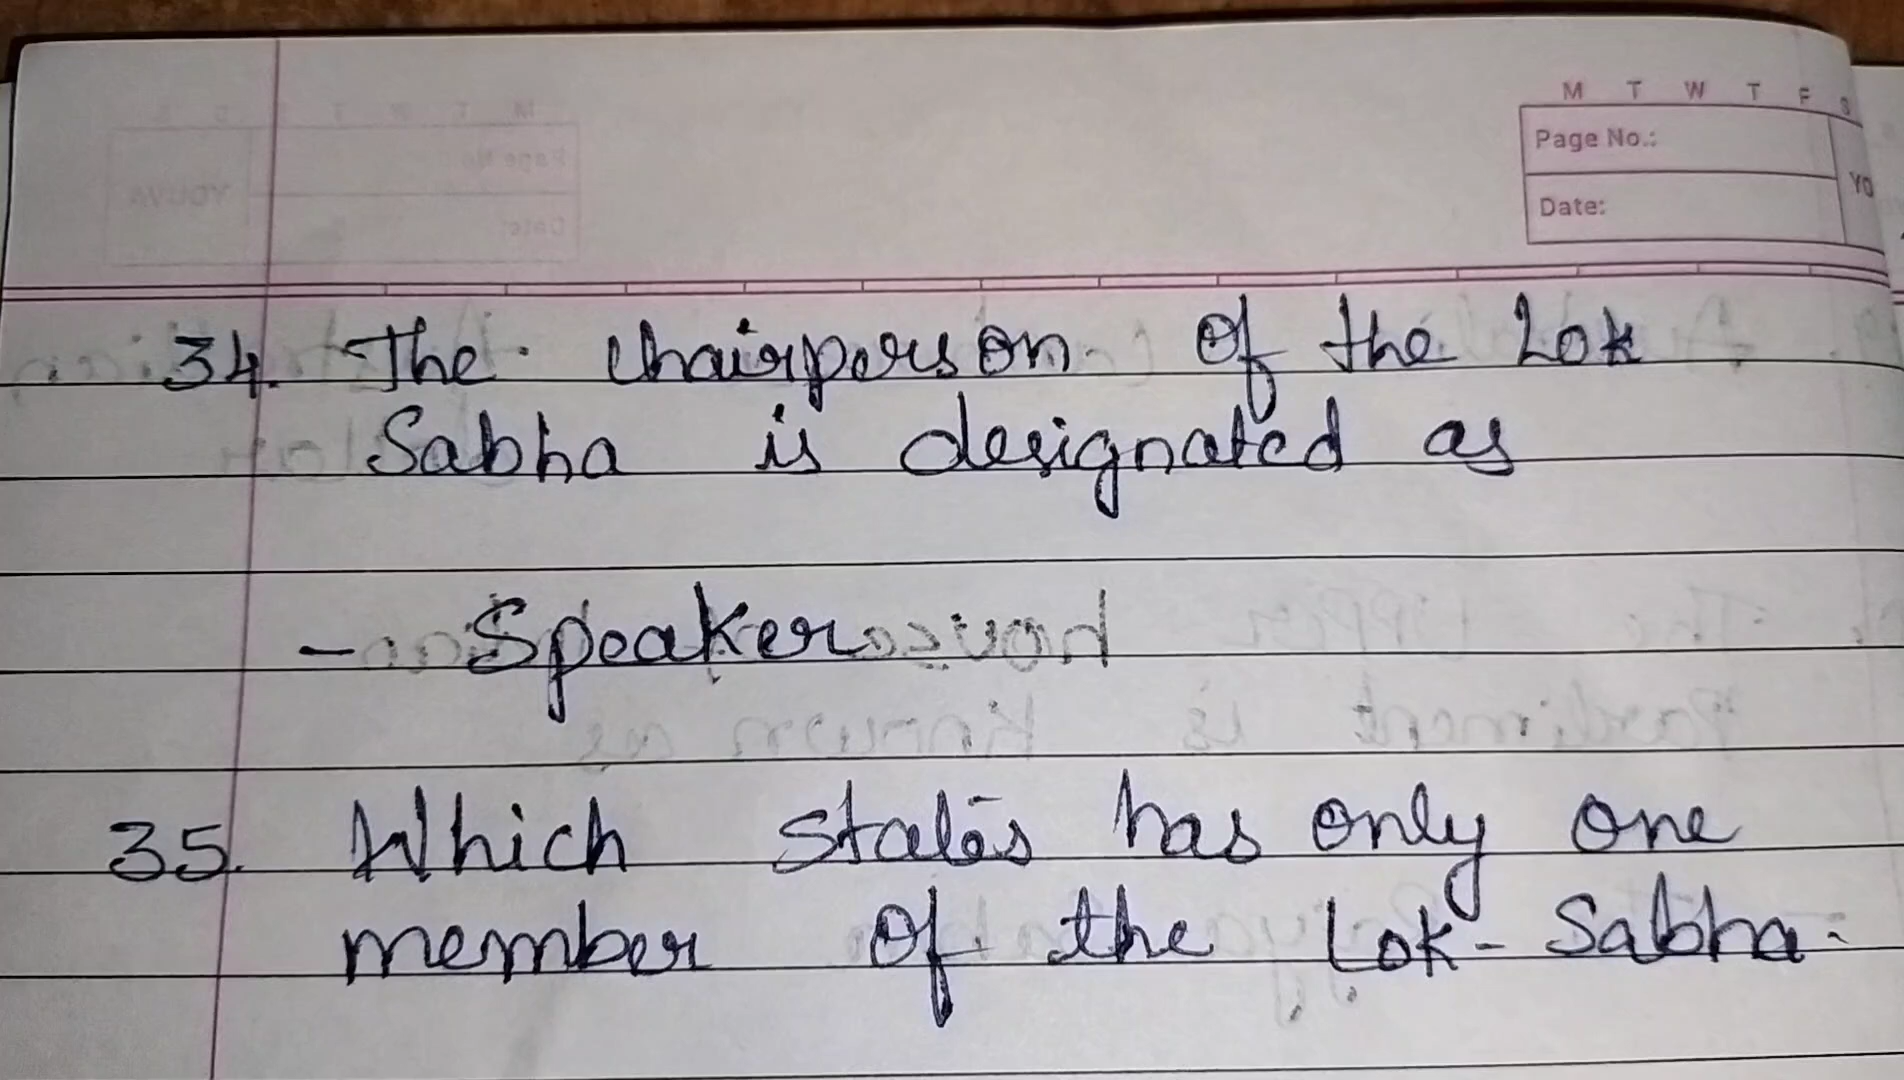 M T W T F S
Page No.:
Date:
YO
34. The chairperson of the Lok
Sabha is designated as
- Speaker
35. Which states has only one
member of the Lok-Sabha.